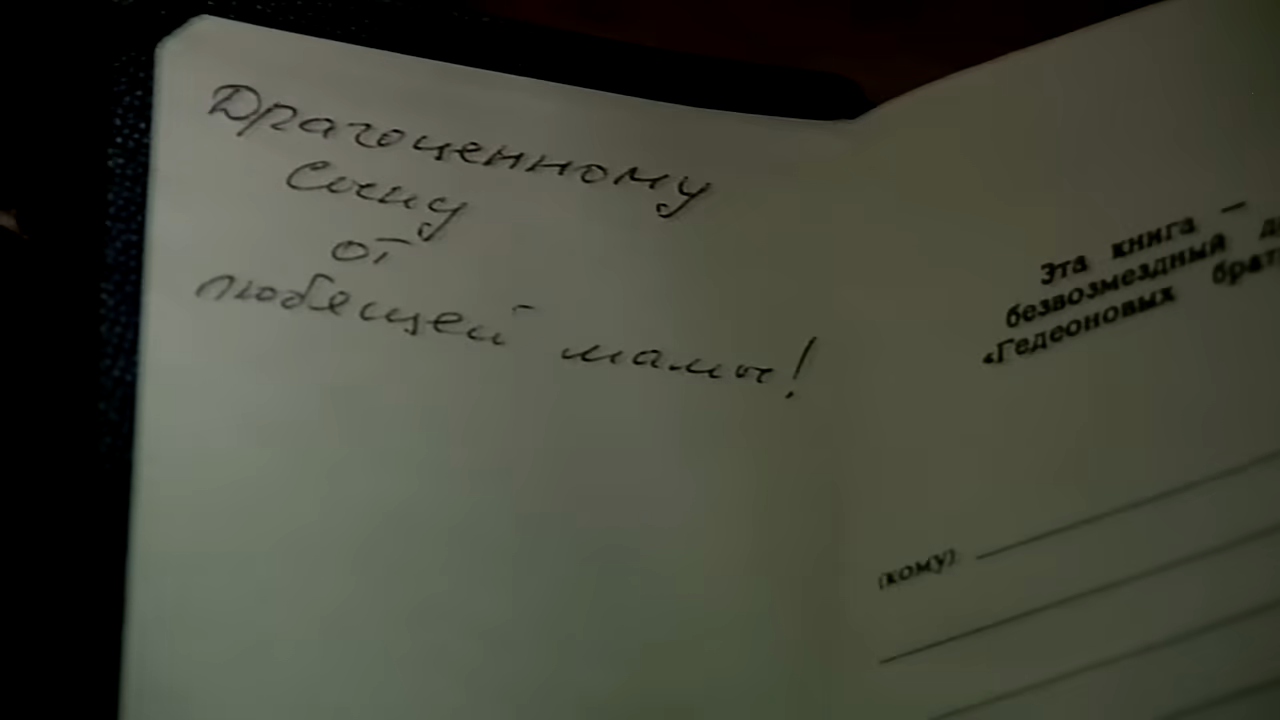 Драгоценному
Сыну
от
любящей мамы!
Эта книга —
безвозмездный
«Гедеоновых
(кому)